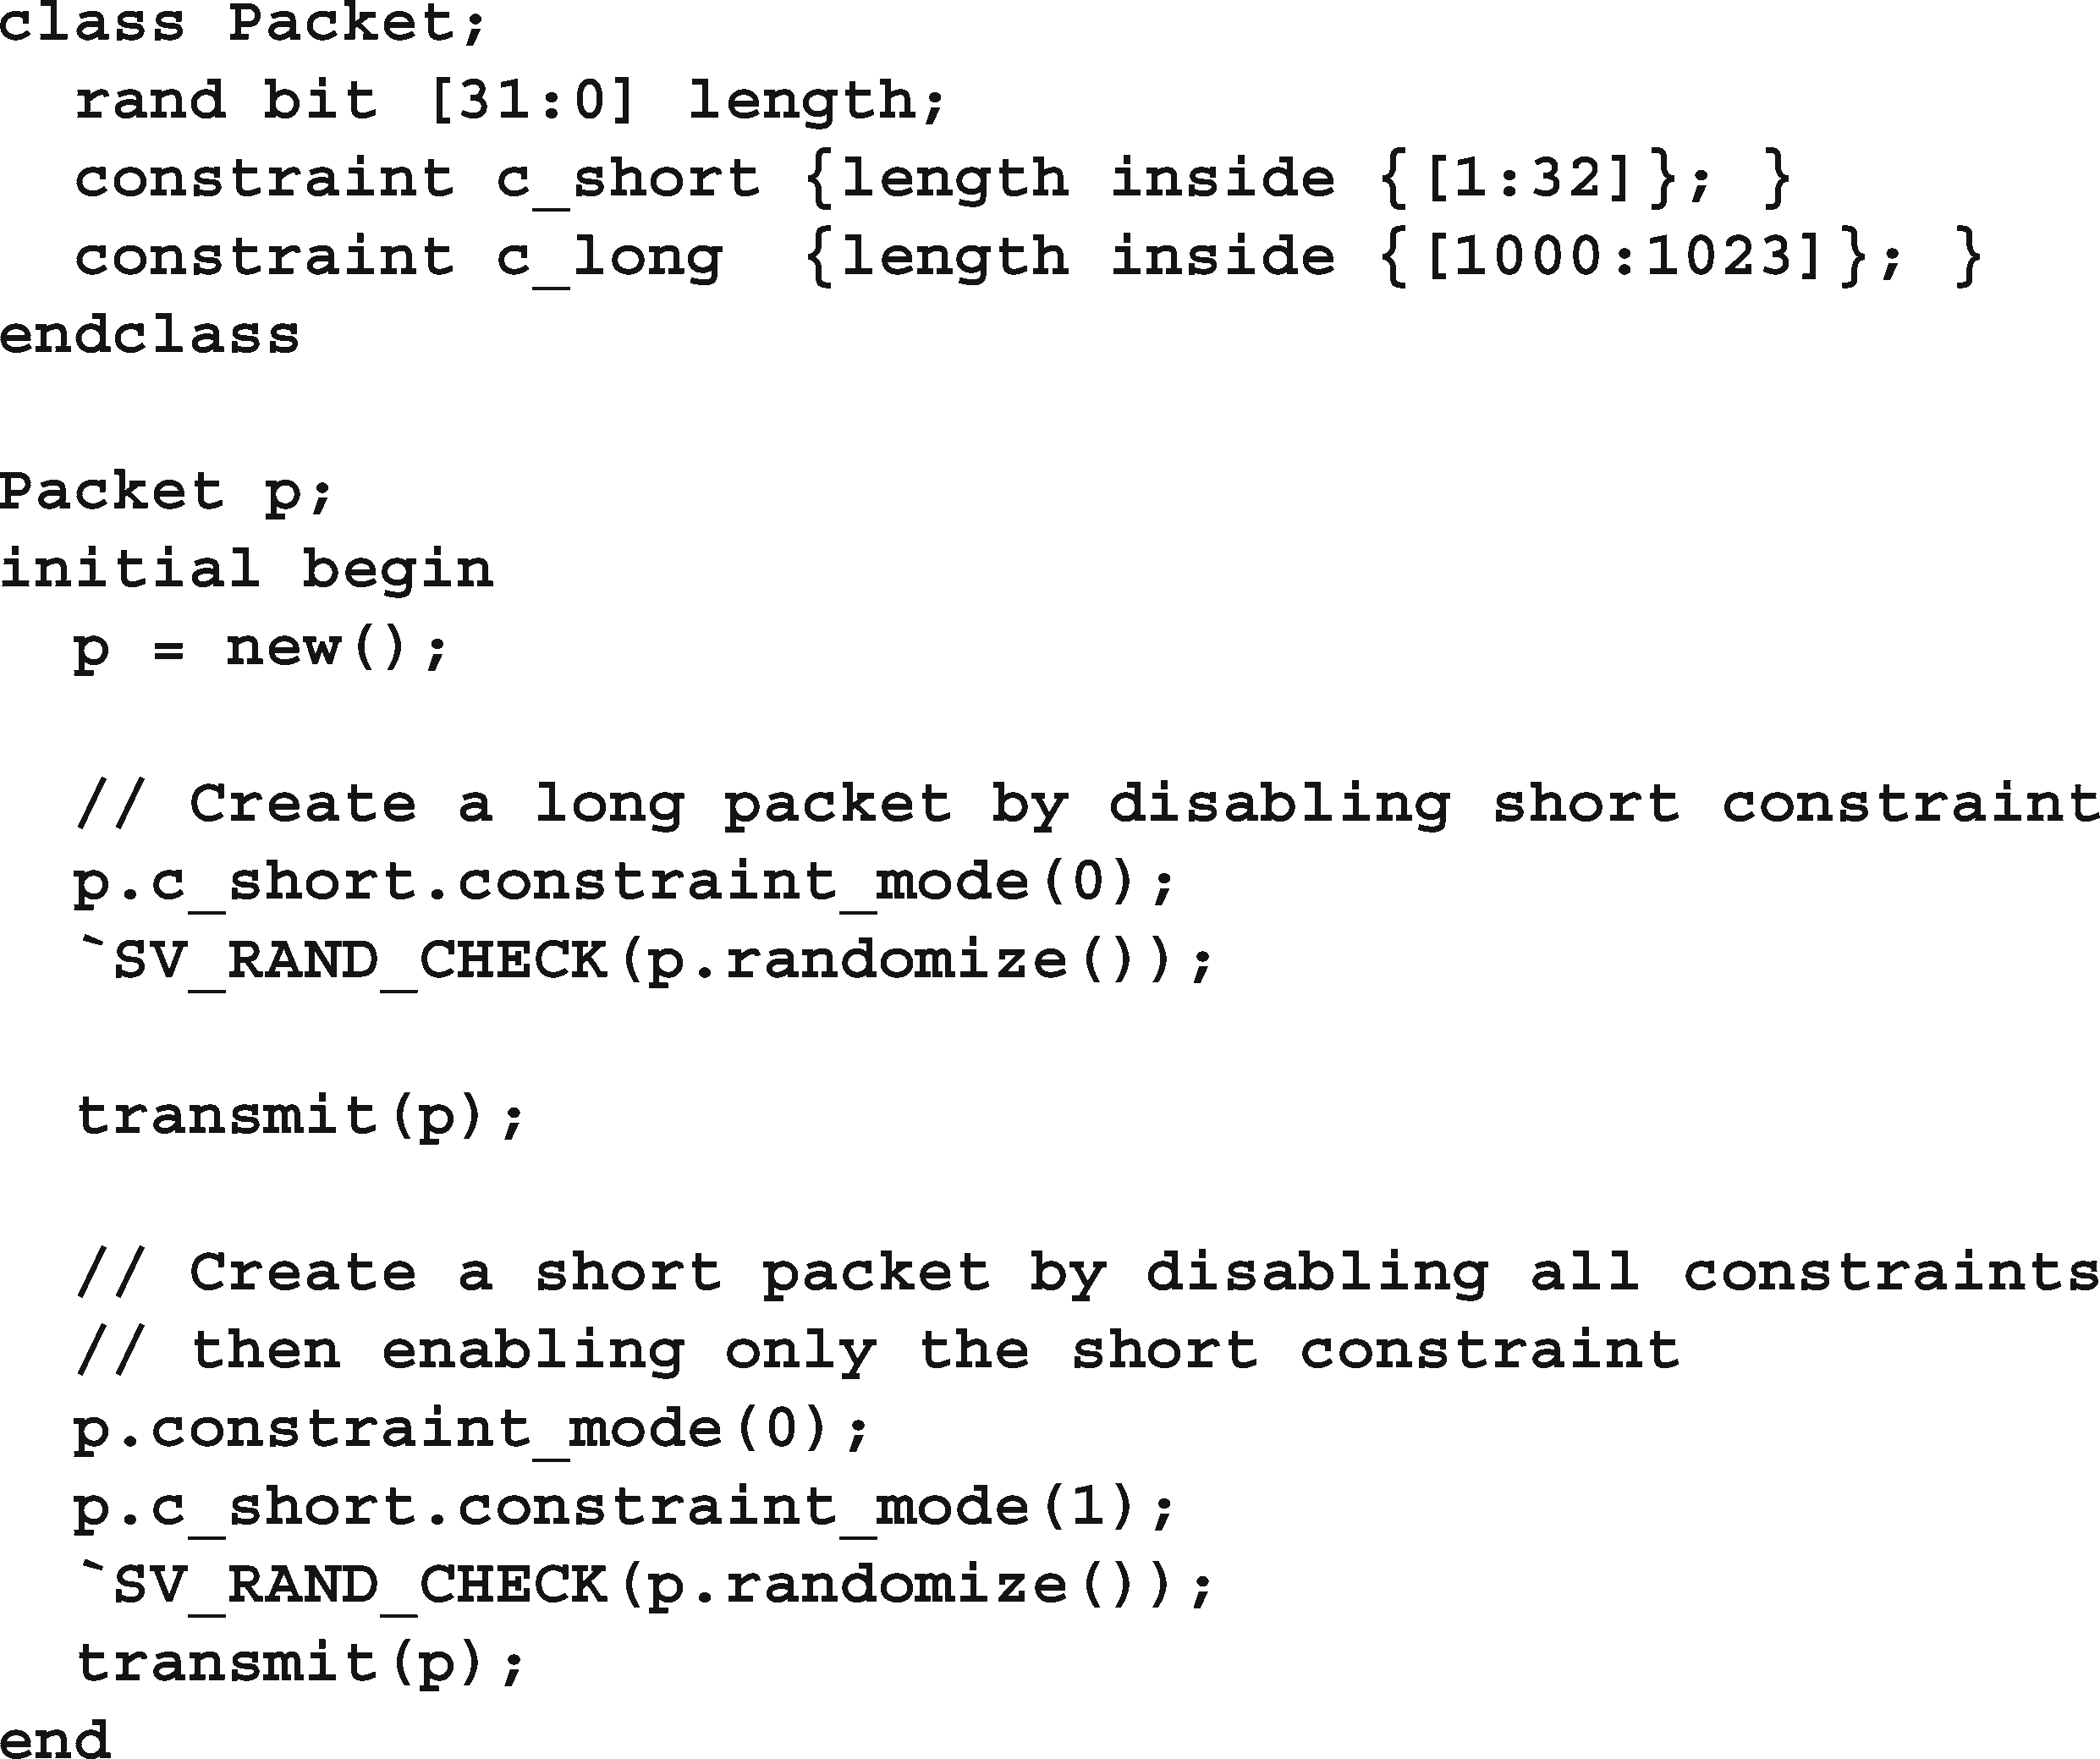 class Packet;
  rand bit [31:0] length;
  constraint c_short {length inside {[1:32]}; }
  constraint c_long  {length inside {[1000:1023]}; }
endclass

Packet p;
initial begin
  p = new();

  // Create a long packet by disabling short constraint
  p.c_short.constraint_mode(0);
  `SV_RAND_CHECK(p.randomize());

  transmit(p);

  // Create a short packet by disabling all constraints
  // then enabling only the short constraint
  p.constraint_mode(0);
  p.c_short.constraint_mode(1);
  `SV_RAND_CHECK(p.randomize());
  transmit(p);
end